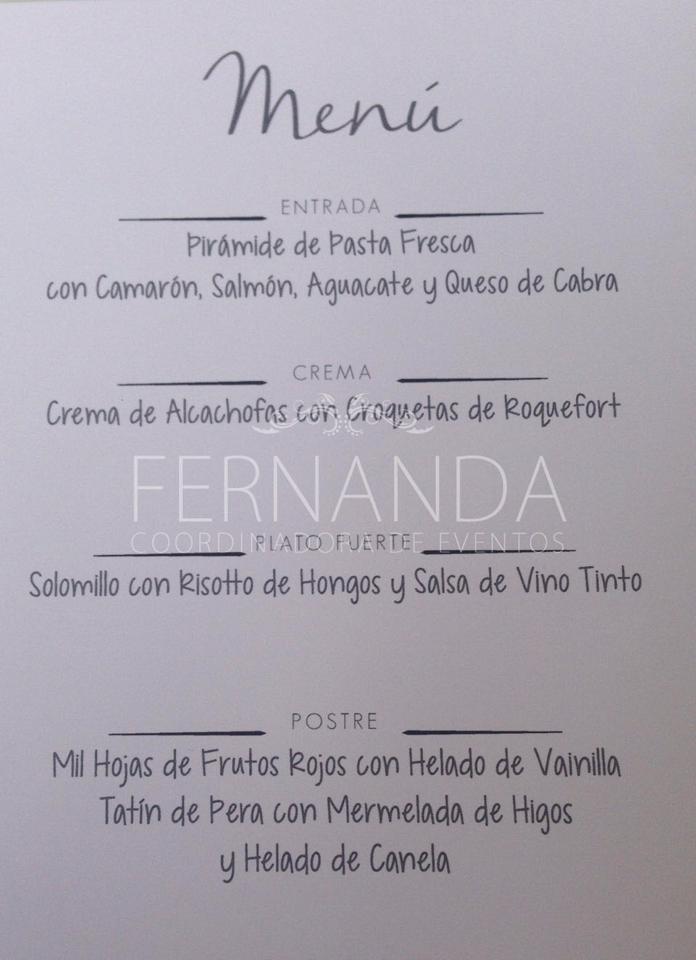 Menú
ENTRADA
Pirámide de Pasta Fresca
con Camarón, Salmón, Aguacate y Queso de Cabra
CREMA
Crema de Alcachofas con Croquetas de Roquefort
FERNANDA
PLATO FUERTE
COORDINADORA DE EVENTOS
Solomillo con Risotto de Hongos y Salsa de Vino Tinto
POSTRE
Mil Hojas de Frutos Rojos con Helado de Vainilla
Tatín de Pera con Mermelada de Higos
y Helado de Canela